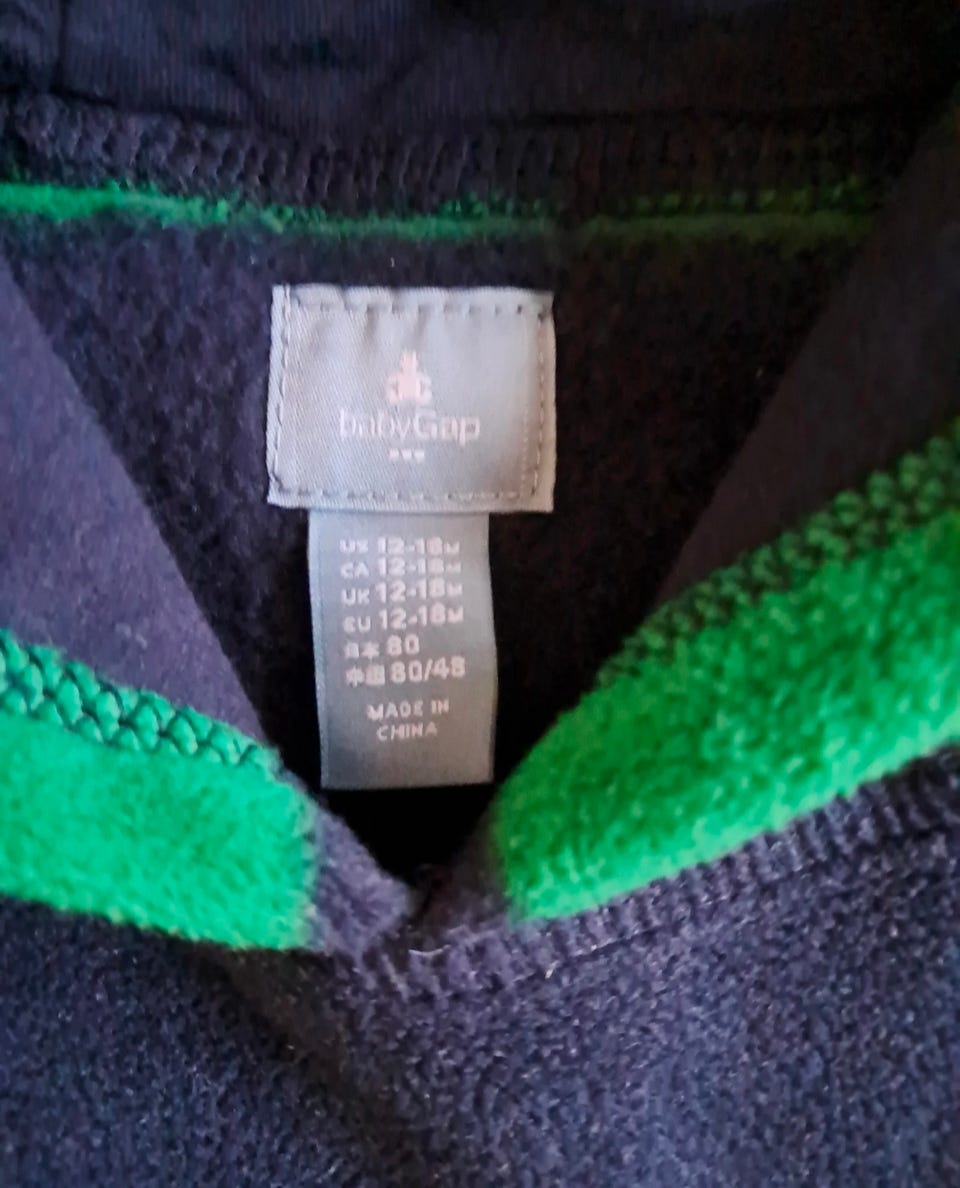 babyGap
US 12-18M
CA 12-18M
UK 12-18M
EU 12-18M
日本 80
中国 80/48
MADE IN
CHINA